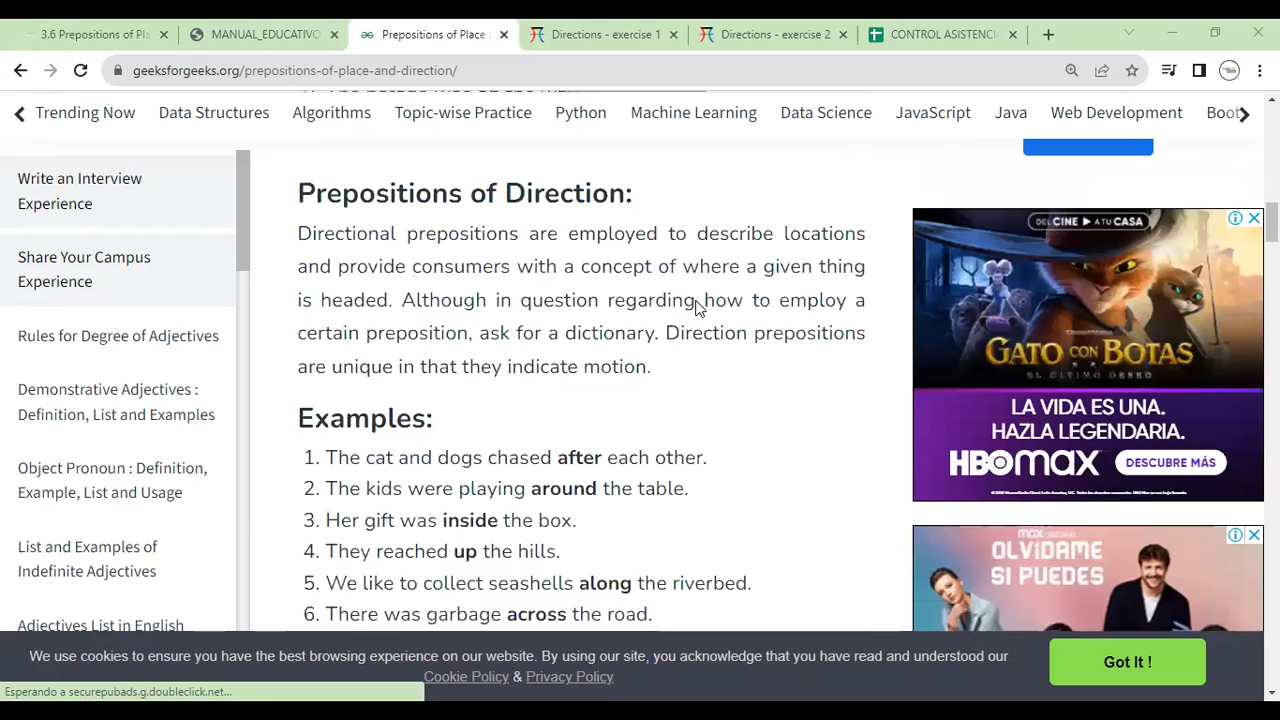 3.6 Prepositions of Pla
MANUAL_EDUCATIVO
Prepositions of Place
Directions - exercise 1
Directions - exercise 2
CONTROL ASISTENCI
geeksforgeeks.org/prepositions-of-place-and-direction/
Trending Now
Data Structures
Algorithms
Topic-wise Practice
Python
Machine Learning
Data Science
JavaScript
Java
Web Development
Boot
Write an Interview
Experience
Share Your Campus
Experience
Rules for Degree of Adjectives
Demonstrative Adjectives :
Definition, List and Examples
Object Pronoun : Definition,
Example, List and Usage
List and Examples of
Indefinite Adjectives
Adjectives List in English
Prepositions of Direction:
Directional prepositions are employed to describe locations
and provide consumers with a concept of where a given thing
is headed. Although in question regarding how to employ a
certain preposition, ask for a dictionary. Direction prepositions
are unique in that they indicate motion.
Examples:
1. The cat and dogs chased after each other.
2. The kids were playing around the table.
3. Her gift was inside the box.
4. They reached up the hills.
5. We like to collect seashells along the riverbed.
6. There was garbage across the road.
DEL CINE A TU CASA
GATO CON BOTAS
EL ÚLTIMO DESEO
LA VIDA ES UNA.
HAZLA LEGENDARIA.
HBOMAX
DESCUBRE MÁS
max ORIGINAL
OLVÍDAME
SI PUEDES
We use cookies to ensure you have the best browsing experience on our website. By using our site, you acknowledge that you have read and understood our
Cookie Policy & Privacy Policy
Got It !
Esperando a securepubads.g.doubleclick.net...